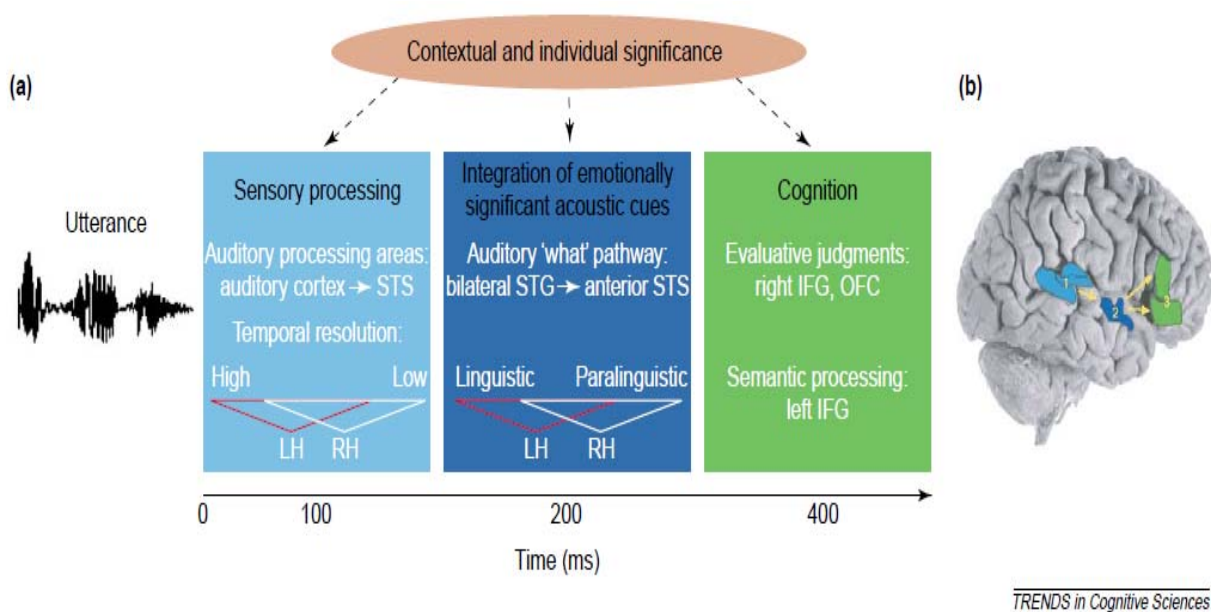 Contextual and individual significance
(a)
(b)
Utterance
Sensory processing
Auditory processing areas:
auditory cortex → STS
Temporal resolution:
High Low
LH RH
Integration of emotionally
significant acoustic cues
Auditory ‘what’ pathway:
bilateral STG → anterior STS
Linguistic Paralinguistic
LH RH
Cognition
Evaluative judgments:
right IFG, OFC
Semantic processing:
left IFG
1
2
3
0 100 200 400
Time (ms)
TRENDS in Cognitive Sciences